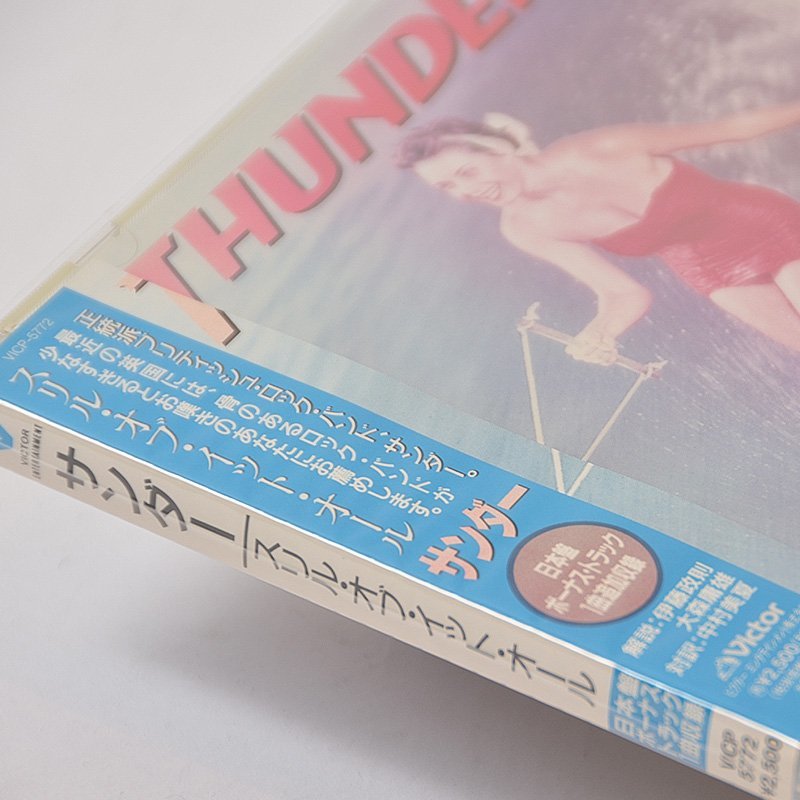 THUNDE
VICP-5772
正統派ブリティッシュ・ロック・バンド、サンダー。
最近の英国には、骨のあるロック・バンドが
少なすぎるとお嘆きのあなたにお薦めします。
スリル・オブ・イット・オール
サンダー
日本盤
ボーナス・トラック
1曲追加収録
解説：伊藤政則
大森庸雄
対訳：中村美夏
Victor
¥2,500
VICTOR
ENTERTAINMENT
サンダー／スリル・オブ・イット・オール
日本盤
ボーナス
トラック
1曲収録
VICP
5772
¥2,500